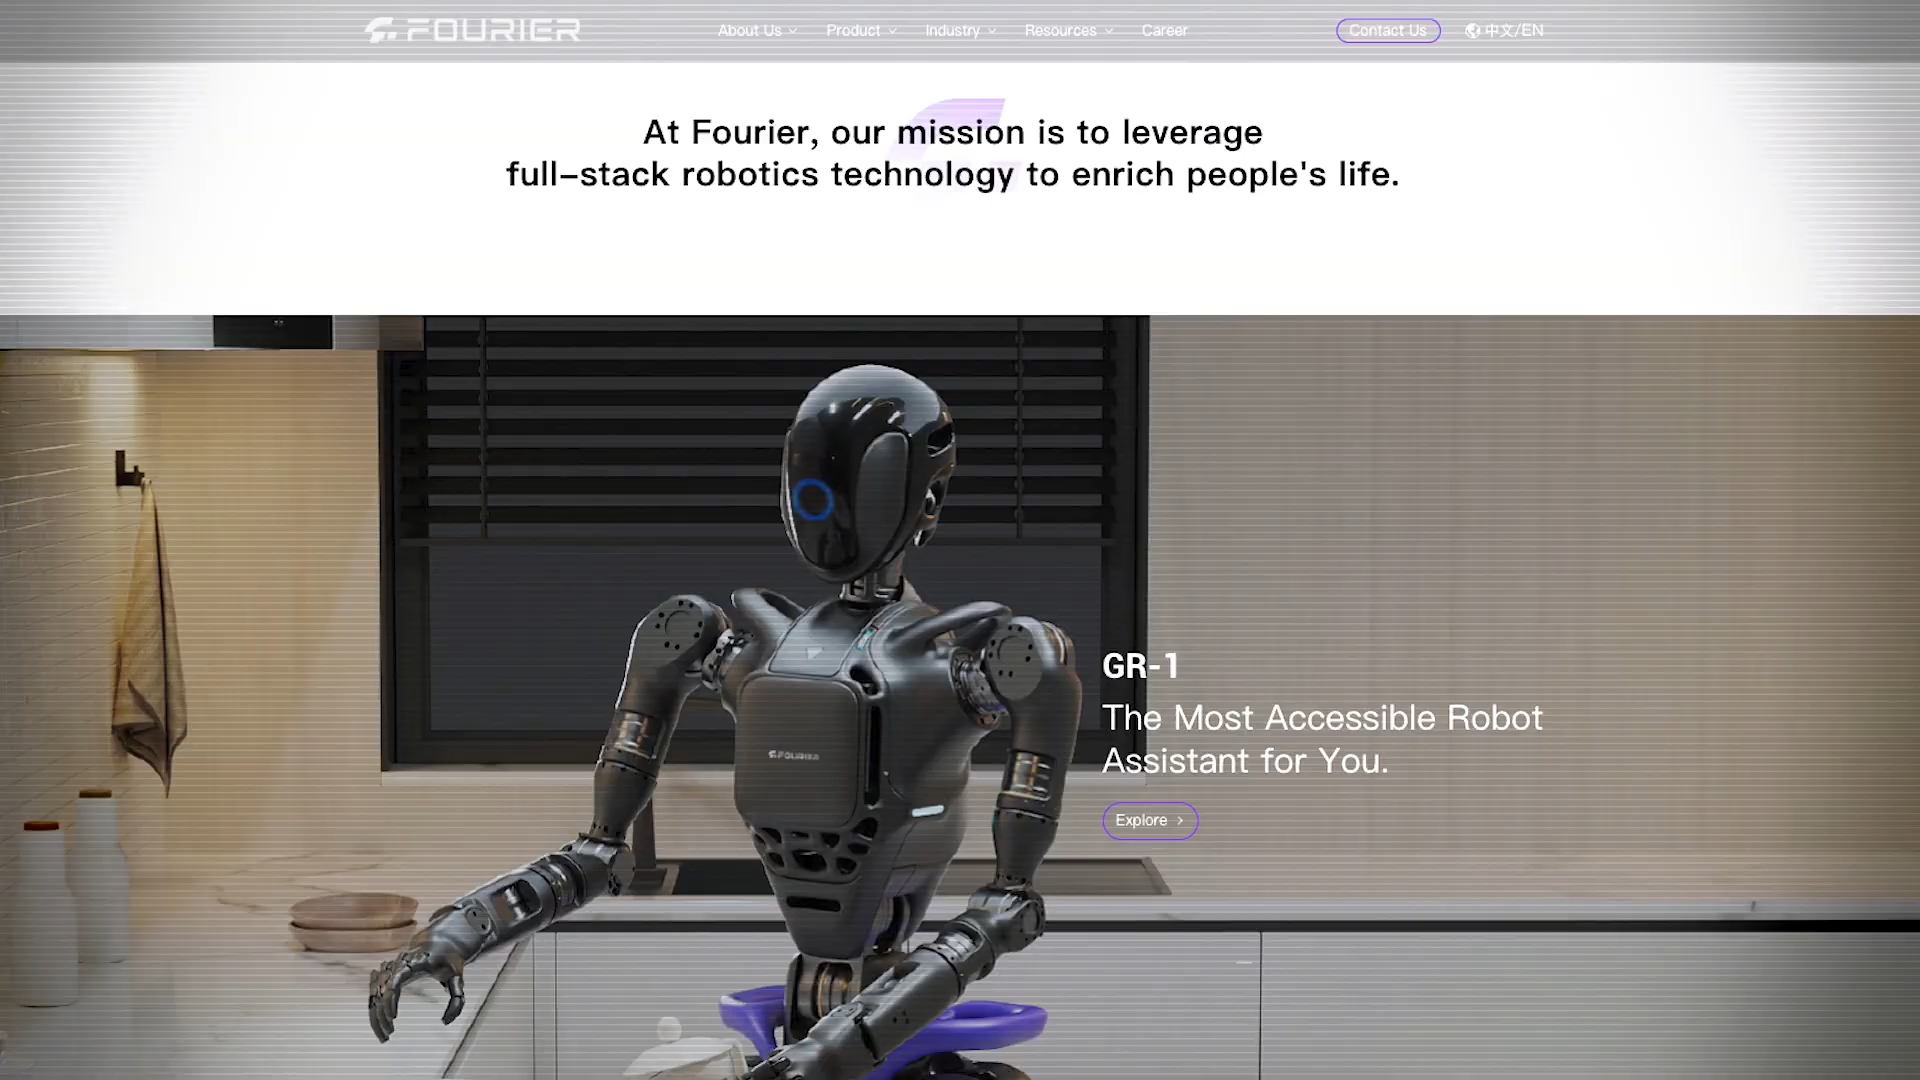 FOURIER
About Us
Product
Industry
Resources
Career
Contact Us
中文/EN
At Fourier, our mission is to leverage
full-stack robotics technology to enrich people's life.
FOURIER
GR-1
The Most Accessible Robot
Assistant for You.
Explore